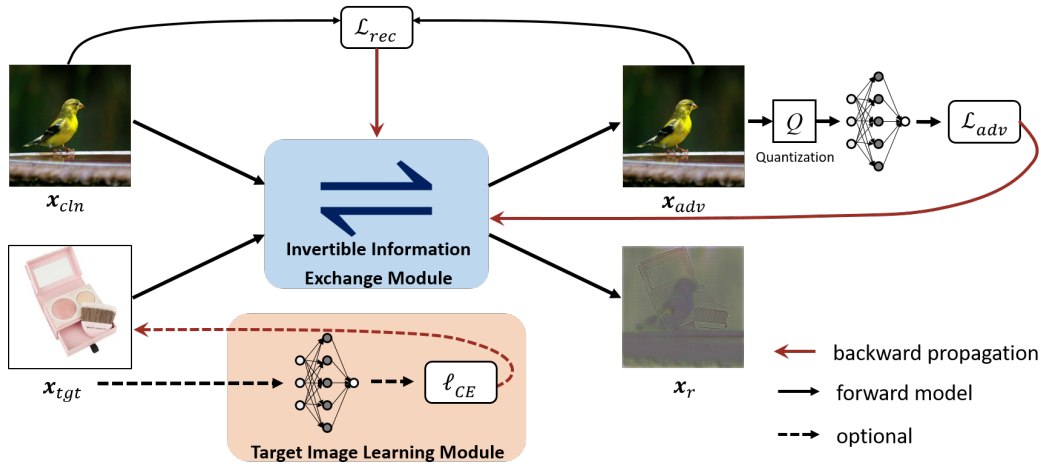 ℒ_rec
x_cln
x_adv
Q
Quantization
ℒ_adv
Invertible Information
Exchange Module
x_tgt
ℓ_CE
Target Image Learning Module
x_r
backward propagation
forward model
optional